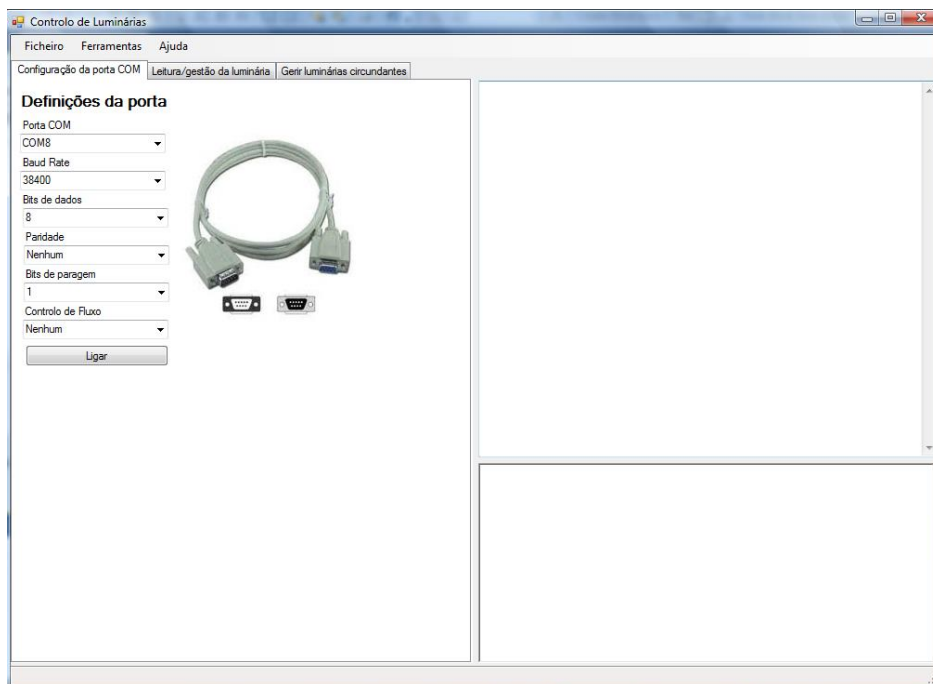 Controlo de Luminárias
Ficheiro Ferramentas Ajuda
Configuração da porta COM Leitura/gestão da luminária Gerir luminárias circundantes
Definições da porta
Porta COM
COM8
Baud Rate
38400
Bits de dados
8
Paridade
Nenhum
Bits de paragem
1
Controlo de Fluxo
Nenhum
Ligar